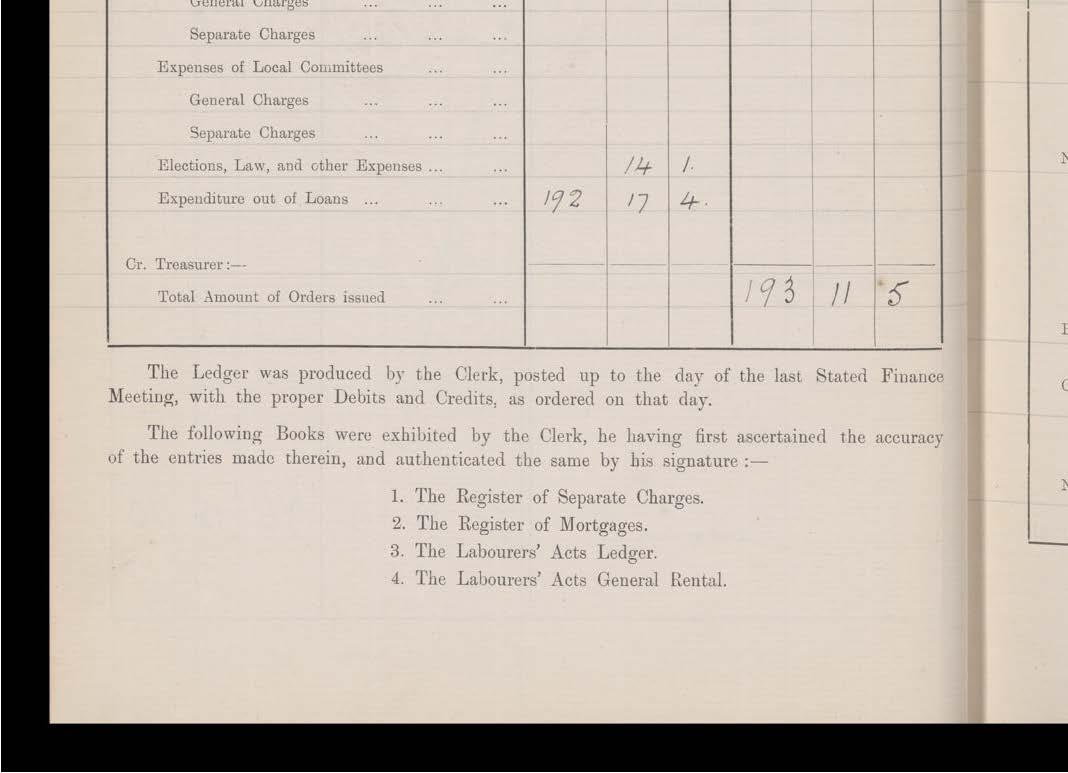 General Charges ... ... ...
Separate Charges ... ... ...
Expenses of Local Committees ... ...
General Charges ... ... ...
Separate Charges ... ... ...
Elections, Law, and other Expenses ... ... 14 1.
Expenditure out of Loans ... ... ... 192 17 4.
Cr. Treasurer:—
Total Amount of Orders issued ... ... 193 11 5
The Ledger was produced by the Clerk, posted up to the day of the last Stated Finance
Meeting, with the proper Debits and Credits, as ordered on that day.
The following Books were exhibited by the Clerk, he having first ascertained the accuracy
of the entries made therein, and authenticated the same by his signature :—
1. The Register of Separate Charges.
2. The Register of Mortgages.
3. The Labourers' Acts Ledger.
4. The Labourers' Acts General Rental.